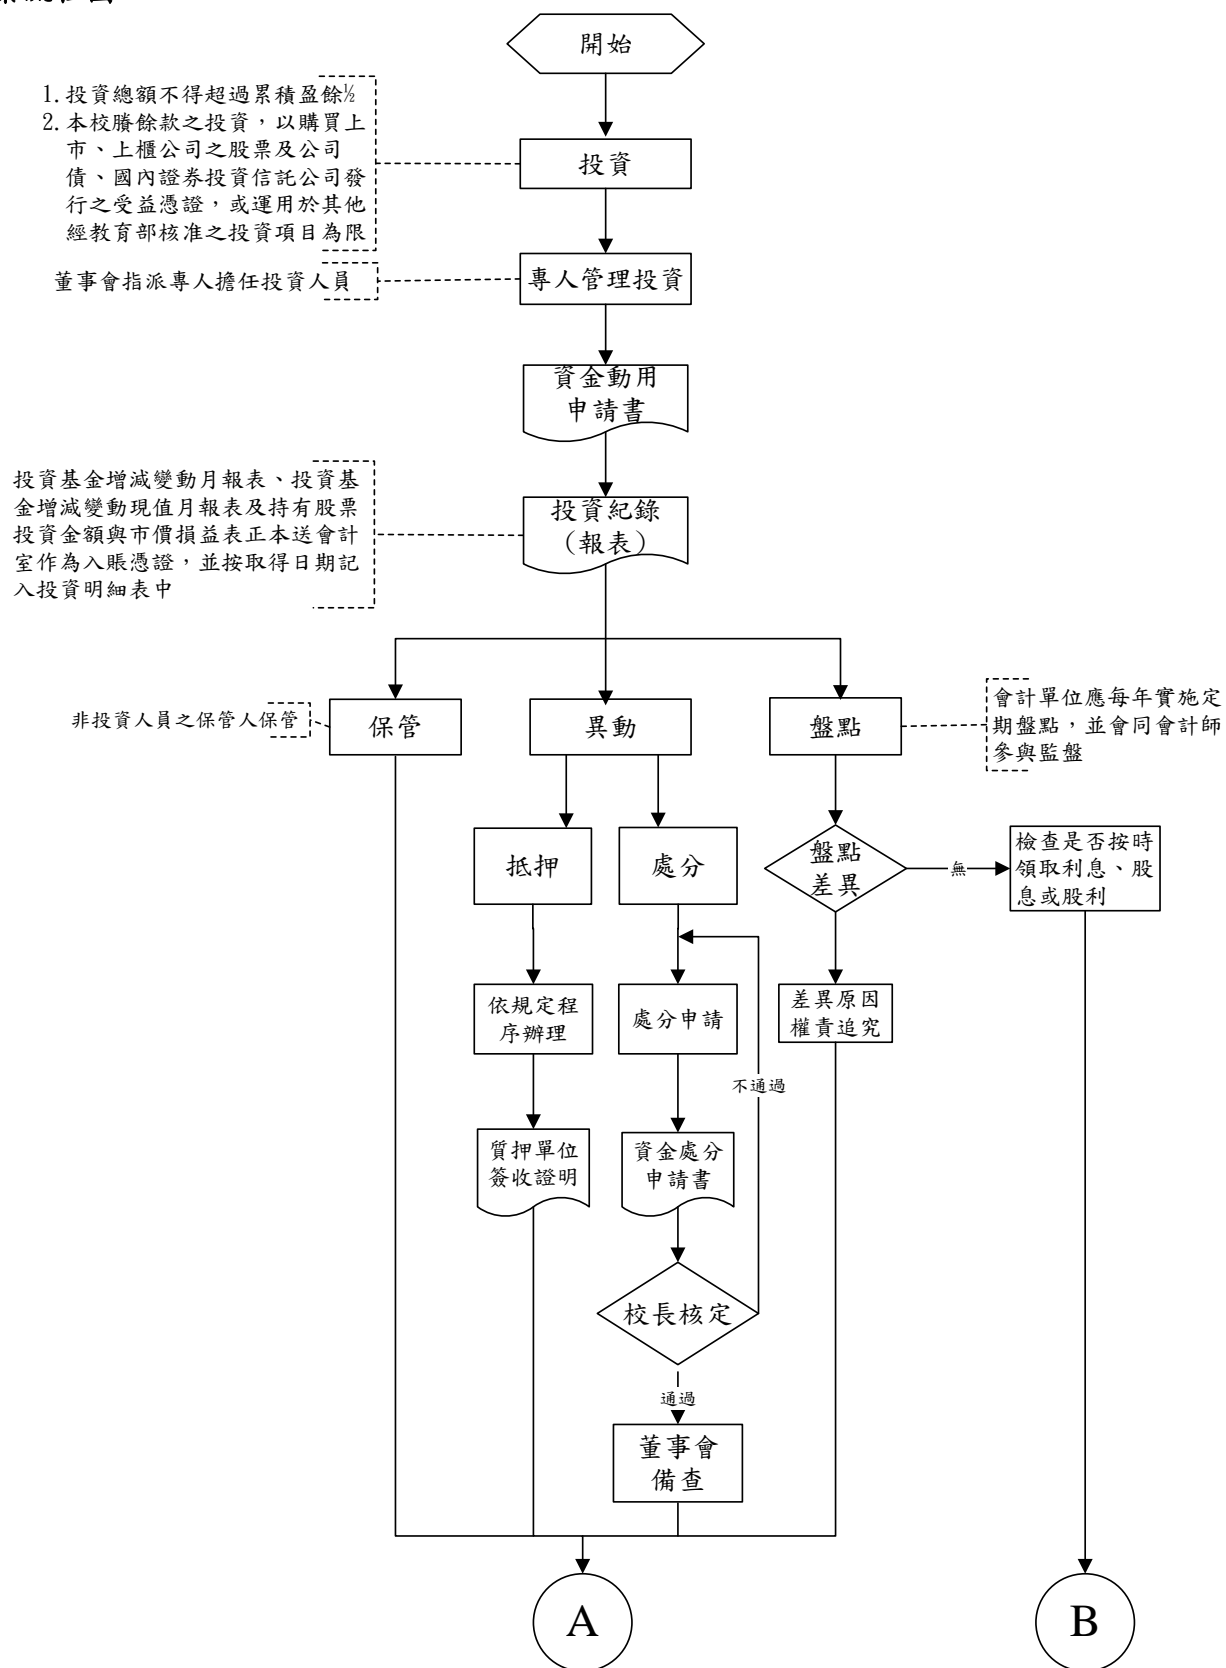 開始
1.投資總額不得超過累積盈餘½
2.本校賸餘款之投資，以購買上
市、上櫃公司之股票及公司
債、國內證券投資信託公司發
行之受益憑證，或運用於其他
經教育部核准之投資項目為限
投資
董事會指派專人擔任投資人員
專人管理投資
資金動用
申請書
投資基金增減變動月報表、投資基
金增減變動現值月報表及持有股票
投資金額與市價損益表正本送會計
室作為入賬憑證，並按取得日期記
入投資明細表中
投資紀錄
（報表）
非投資人員之保管人保管
保管
異動
盤點
會計單位應每年實施定
期盤點，並會同會計師
參與監盤
抵押
處分
盤點
差異
無
檢查是否按時
領取利息、股
息或股利
依規定程
序辦理
處分申請
差異原因
權責追究
不通過
質押單位
簽收證明
資金處分
申請書
校長核定
通過
董事會
備查
A
B